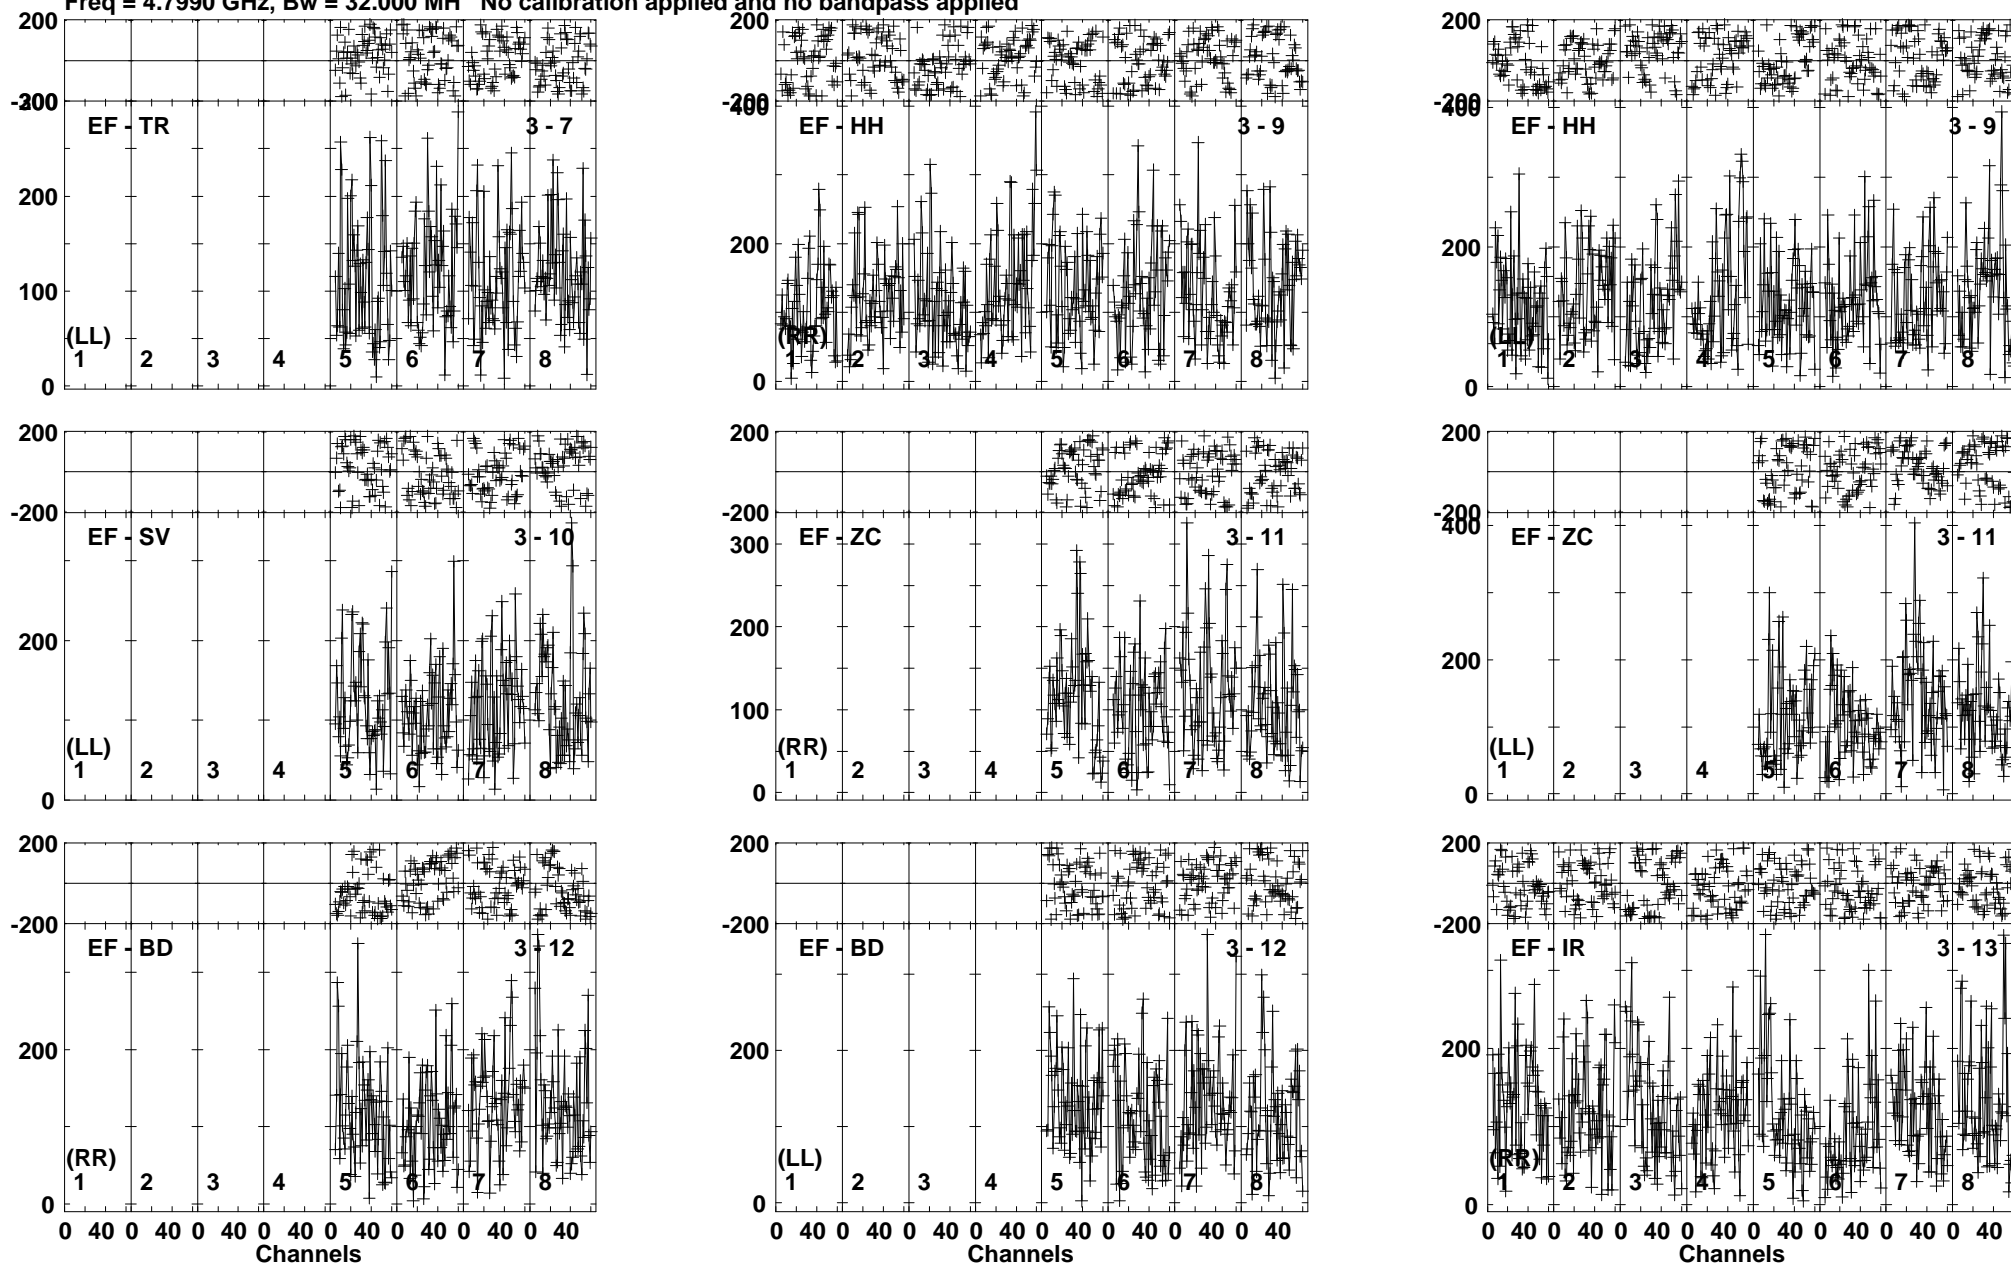 Freq = 4.7990 GHz, Bw = 32.000 MH No calibration applied and no bandpass applied
200 200 200
-200 -200 -200
300 400 400
EF - TR 3 - 7 EF - HH 3 - 9 EF - HH 3 - 9
200 200 200
100
(LL) (RR) (LL)
1 2 3 4 5 6 7 8 1 2 3 4 5 6 7 8 1 2 3 4 5 6 7 8
0 0 0
200 200 200
-200 -200 -200
400
EF - SV 3 - 10 EF - ZC 3 - 11 EF - ZC 3 - 11
300
200 200 200
100
(LL) (RR) (LL)
1 2 3 4 5 6 7 8 1 2 3 4 5 6 7 8 1 2 3 4 5 6 7 8
0 0 0
200 200 200
-200 -200 -200
EF - BD 3 - 12 EF - BD 3 - 12 EF - IR 3 - 13
200 200 200
(RR) (LL) (RR)
1 2 3 4 5 6 7 8 1 2 3 4 5 6 7 8 1 2 3 4 5 6 7 8
0 0 0
0 40 0 40 0 40 0 40 0 40 0 40 0 40 0 40 0 40 0 40 0 40 0 40 0 40 0 40 0 40 0 40 0 40 0 40 0 40 0 40 0 40 0 40 0 40 0 40
Channels Channels Channels